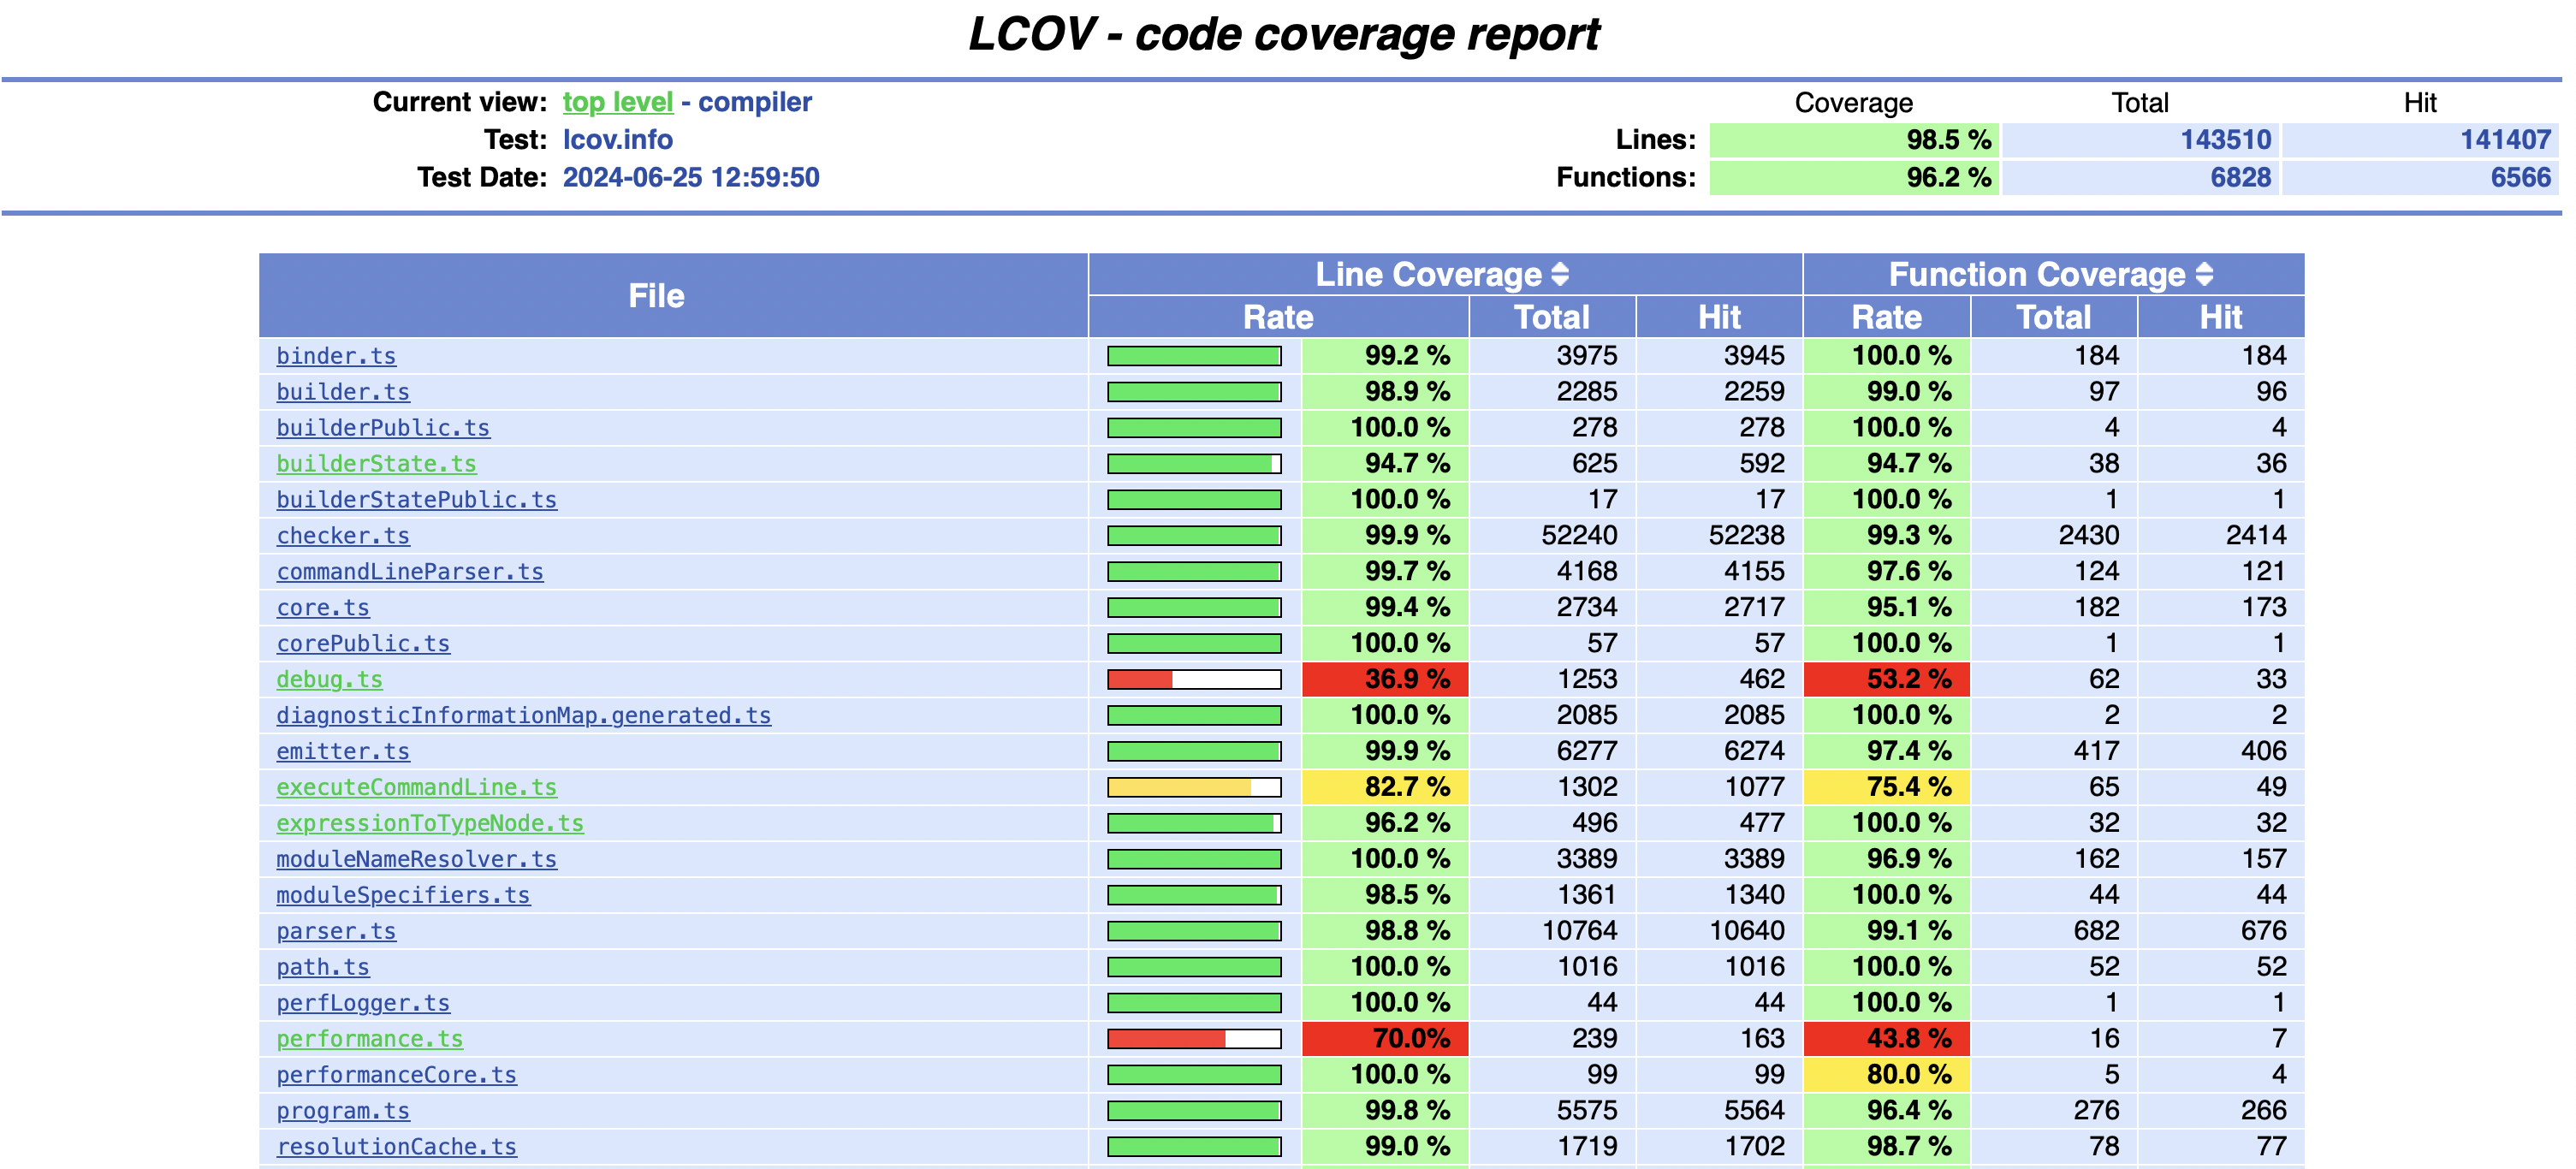 LCOV - code coverage report
Current view: top level - compiler Coverage Total Hit
Test: lcov.info Lines: 98.5 % 143510 141407
Test Date: 2024-06-25 12:59:50 Functions: 96.2 % 6828 6566
File Line Coverage Function Coverage
Rate Total Hit Rate Total Hit
binder.ts 99.2 % 3975 3945 100.0 % 184 184
builder.ts 98.9 % 2285 2259 99.0 % 97 96
builderPublic.ts 100.0 % 278 278 100.0 % 4 4
builderState.ts 94.7 % 625 592 94.7 % 38 36
builderStatePublic.ts 100.0 % 17 17 100.0 % 1 1
checker.ts 99.9 % 52240 52238 99.3 % 2430 2414
commandLineParser.ts 99.7 % 4168 4155 97.6 % 124 121
core.ts 99.4 % 2734 2717 95.1 % 182 173
corePublic.ts 100.0 % 57 57 100.0 % 1 1
debug.ts 36.9 % 1253 462 53.2 % 62 33
diagnosticInformationMap.generated.ts 100.0 % 2085 2085 100.0 % 2 2
emitter.ts 99.9 % 6277 6274 97.4 % 417 406
executeCommandLine.ts 82.7 % 1302 1077 75.4 % 65 49
expressionToTypeNode.ts 96.2 % 496 477 100.0 % 32 32
moduleNameResolver.ts 100.0 % 3389 3389 96.9 % 162 157
moduleSpecifiers.ts 98.5 % 1361 1340 100.0 % 44 44
parser.ts 98.8 % 10764 10640 99.1 % 682 676
path.ts 100.0 % 1016 1016 100.0 % 52 52
perfLogger.ts 100.0 % 44 44 100.0 % 1 1
performance.ts 70.0% 239 163 43.8 % 16 7
performanceCore.ts 100.0 % 99 99 80.0 % 5 4
program.ts 99.8 % 5575 5564 96.4 % 276 266
resolutionCache.ts 99.0 % 1719 1702 98.7 % 78 77